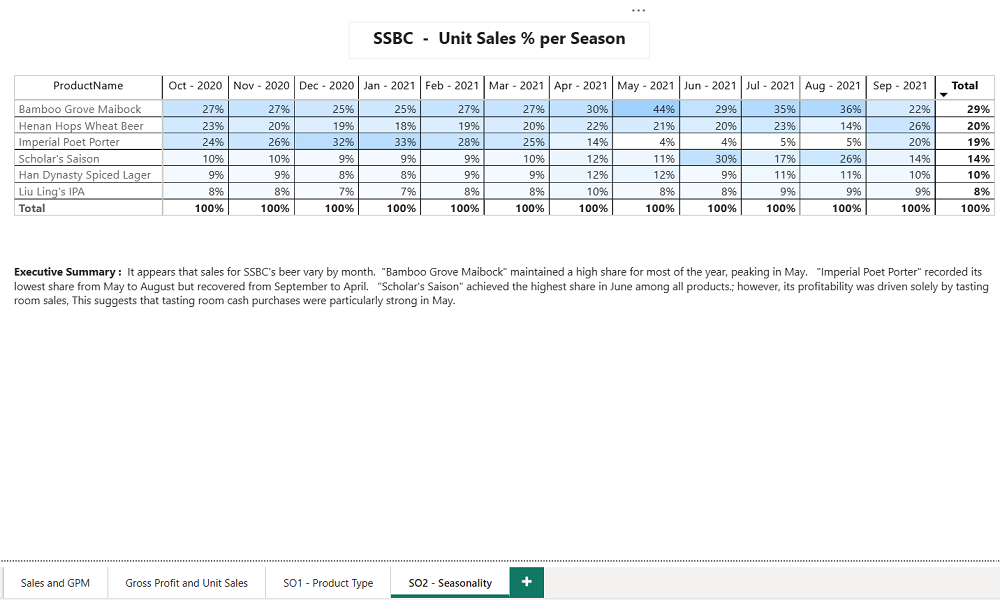 SSBC - Unit Sales % per Season
ProductName Oct - 2020 Nov - 2020 Dec - 2020 Jan - 2021 Feb - 2021 Mar - 2021 Apr - 2021 May - 2021 Jun - 2021 Jul - 2021 Aug - 2021 Sep - 2021 Total
Bamboo Grove Maibock 27% 27% 25% 25% 27% 27% 30% 44% 29% 35% 36% 22% 29%
Henan Hops Wheat Beer 23% 20% 19% 18% 19% 20% 22% 21% 20% 23% 14% 26% 20%
Imperial Poet Porter 24% 26% 32% 33% 28% 25% 14% 4% 4% 5% 5% 20% 19%
Scholar's Saison 10% 10% 9% 9% 9% 10% 12% 11% 30% 17% 26% 14% 14%
Han Dynasty Spiced Lager 9% 9% 8% 8% 9% 9% 12% 12% 9% 11% 11% 10% 10%
Liu Ling's IPA 8% 8% 7% 7% 8% 8% 10% 8% 8% 9% 9% 9% 8%
Total 100% 100% 100% 100% 100% 100% 100% 100% 100% 100% 100% 100% 100%
Executive Summary : It appears that sales for SSBC's beer vary by month. "Bamboo Grove Maibock" maintained a high share for most of the year, peaking in May. "Imperial Poet Porter" recorded its
lowest share from May to August but recovered from September to April. "Scholar's Saison" achieved the highest share in June among all products.; however, its profitability was driven solely by tasting
room sales, This suggests that tasting room cash purchases were particularly strong in May.
Sales and GPM Gross Profit and Unit Sales SO1 - Product Type SO2 - Seasonality +